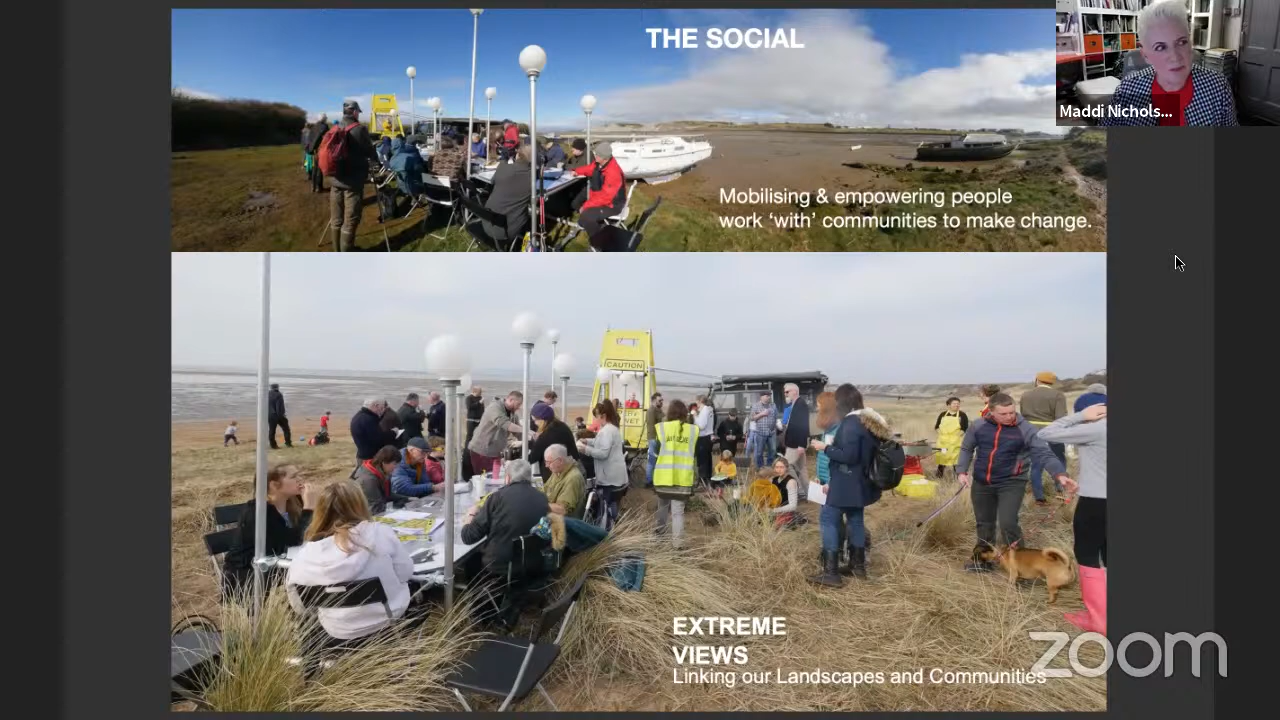 THE SOCIAL
Maddi Nichols...
Mobilising & empowering people
work ‘with’ communities to make change.
CAUTION
EXTREME
VIEWS
Linking our Landscapes and Communities
zoom